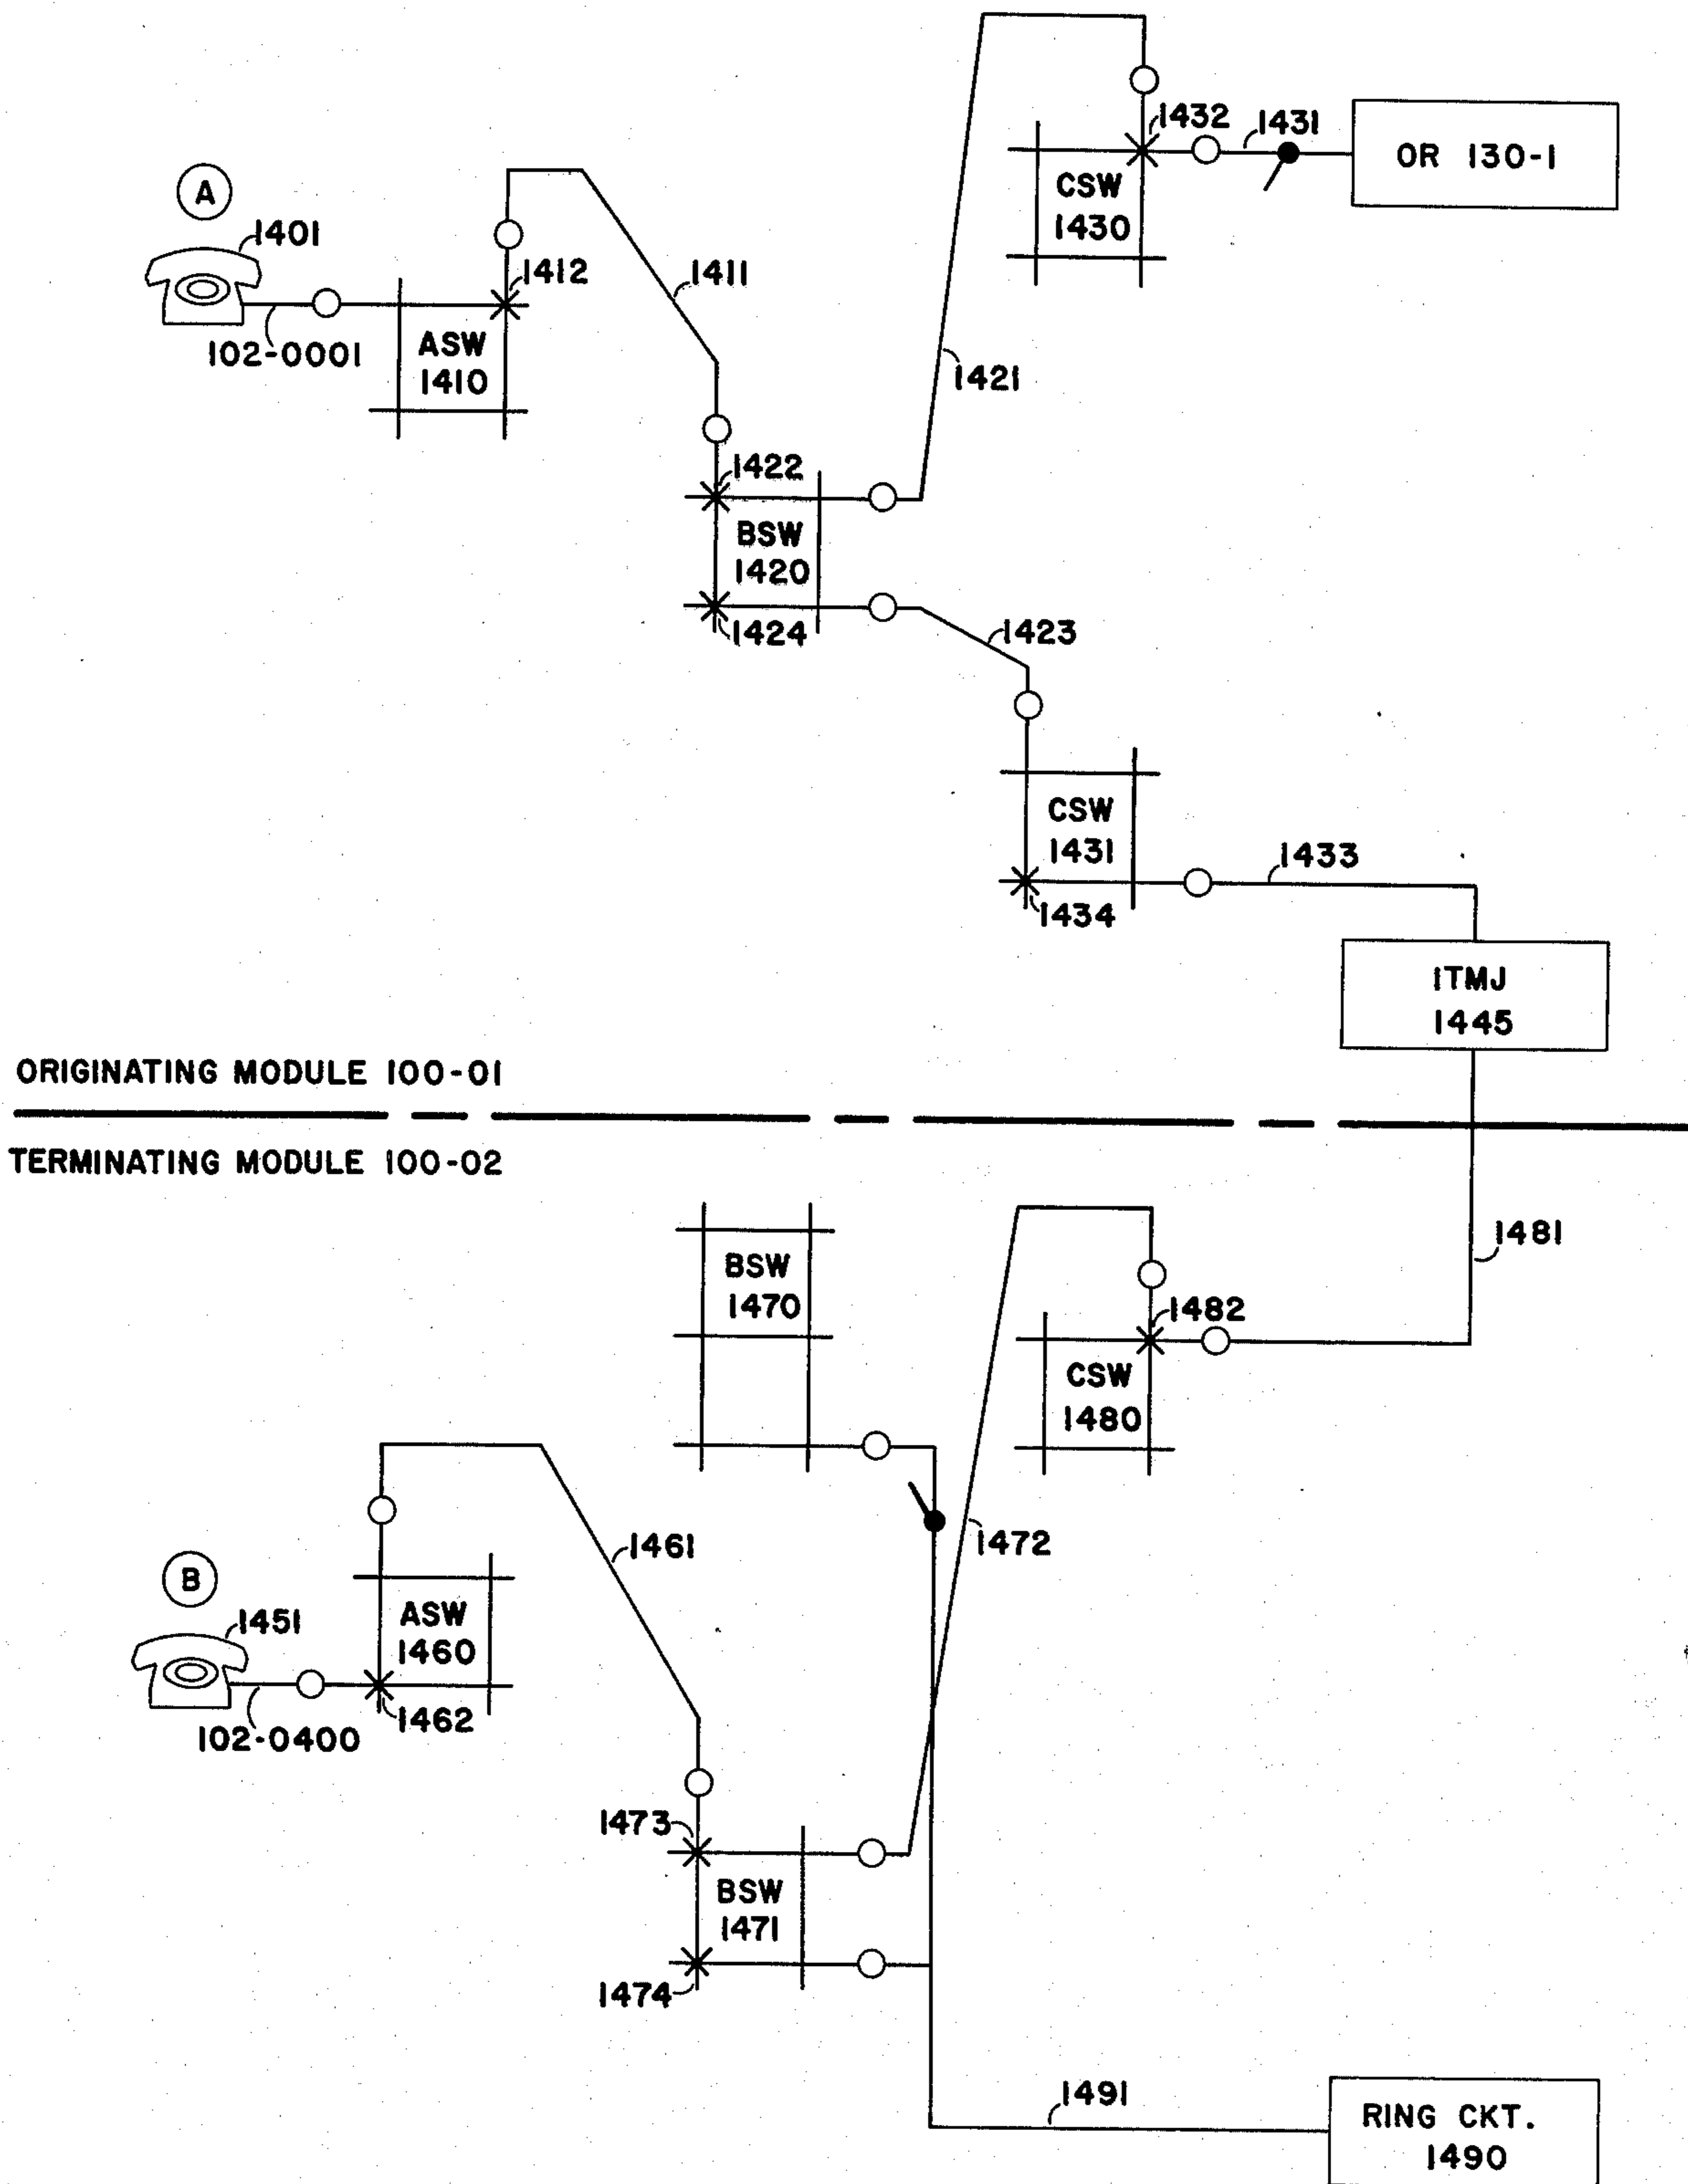 1432
1431
OR 130-1
CSW
1430
A
1401
1412
1411
102-0001
ASW
1410
1421
1422
BSW
1420
1424
1423
CSW
1431
1433
1434
ITMJ
1445
ORIGINATING MODULE 100-01
TERMINATING MODULE 100-02
BSW
1470
1481
1482
CSW
1480
1472
1461
B
1451
ASW
1460
102-0400
1462
1473
BSW
1471
1474
1491
RING CKT.
1490